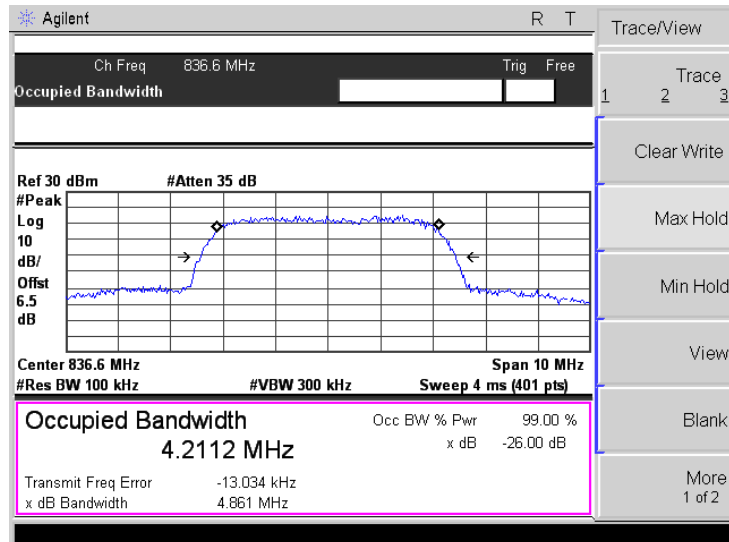 Agilent R T
Ch Freq 836.6 MHz Trig Free
Occupied Bandwidth
Ref 30 dBm #Atten 35 dB
#Peak
Log
10
dB/
Offst
6.5
dB
Center 836.6 MHz Span 10 MHz
#Res BW 100 kHz #VBW 300 kHz Sweep 4 ms (401 pts)
Occupied Bandwidth Occ BW % Pwr 99.00 %
4.2112 MHz x dB -26.00 dB
Transmit Freq Error -13.034 kHz
x dB Bandwidth 4.861 MHz
Trace/View
Trace
1 2 3
Clear Write
Max Hold
Min Hold
View
Blank
More
1 of 2